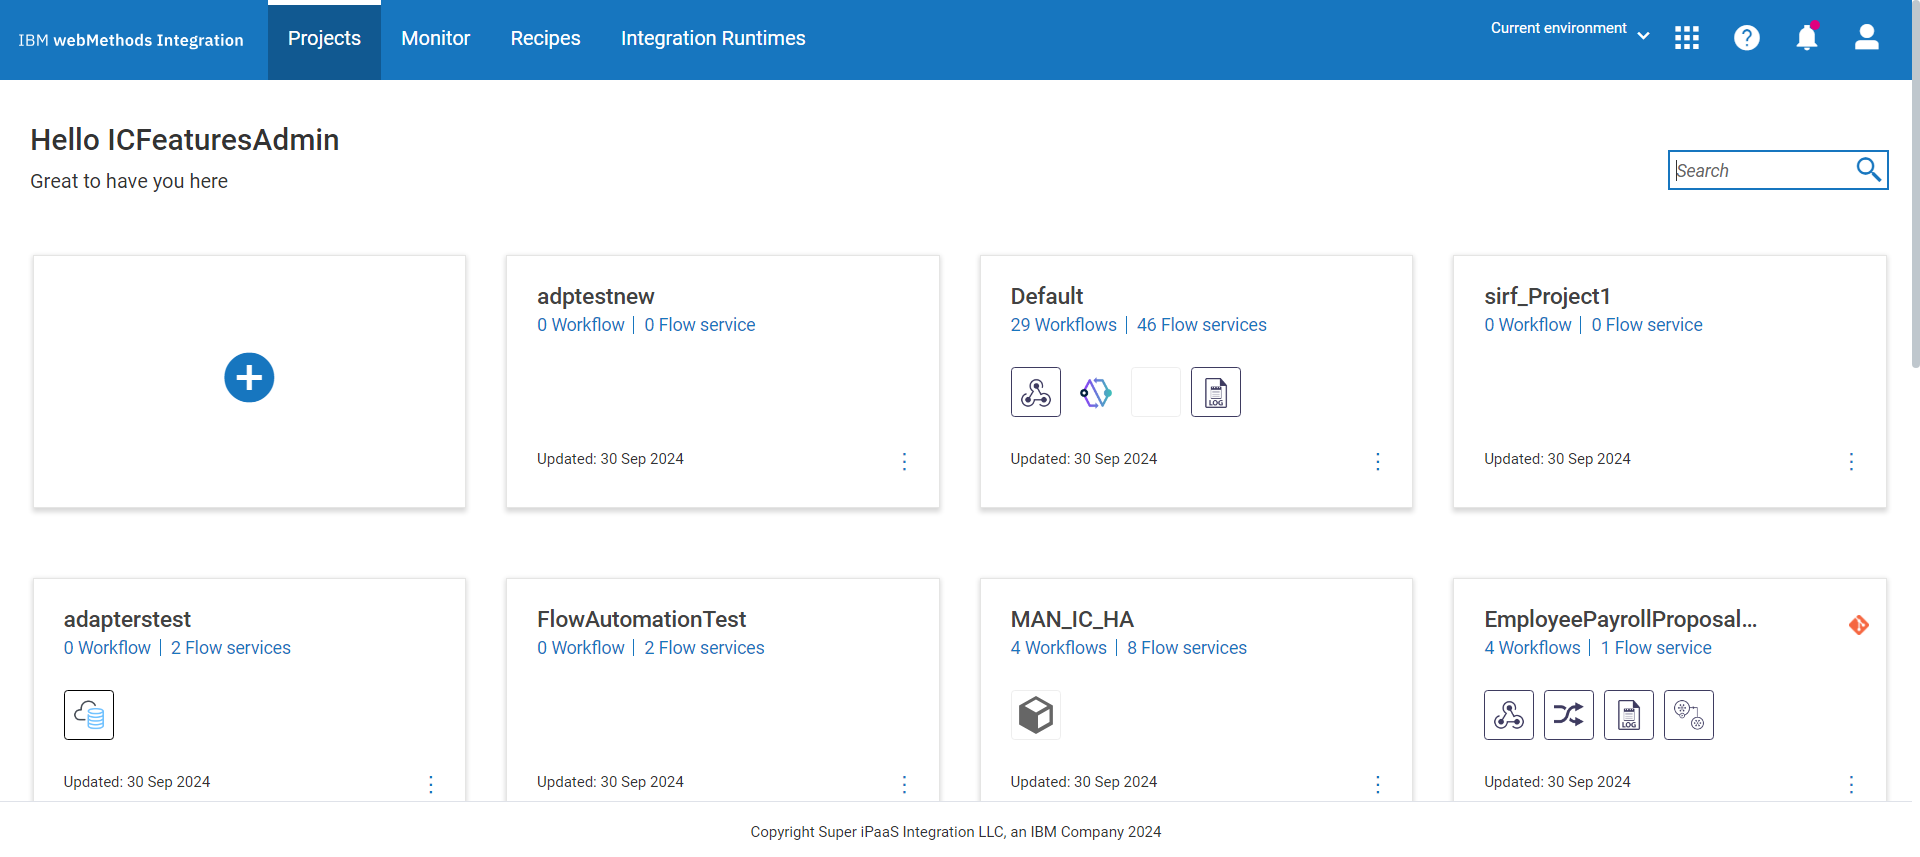 IBM webMethods Integration
Projects
Monitor
Recipes
Integration Runtimes
Current environment
Hello ICFeaturesAdmin
Great to have you here
Search
adptestnew
0 Workflow | 0 Flow service
Updated: 30 Sep 2024
Default
29 Workflows | 46 Flow services
LOG
Updated: 30 Sep 2024
sirf_Project1
0 Workflow | 0 Flow service
Updated: 30 Sep 2024
adapterstest
0 Workflow | 2 Flow services
Updated: 30 Sep 2024
FlowAutomationTest
0 Workflow | 2 Flow services
Updated: 30 Sep 2024
MAN_IC_HA
4 Workflows | 8 Flow services
Updated: 30 Sep 2024
EmployeePayrollProposal...
4 Workflows | 1 Flow service
LOG
Updated: 30 Sep 2024
Copyright Super iPaaS Integration LLC, an IBM Company 2024